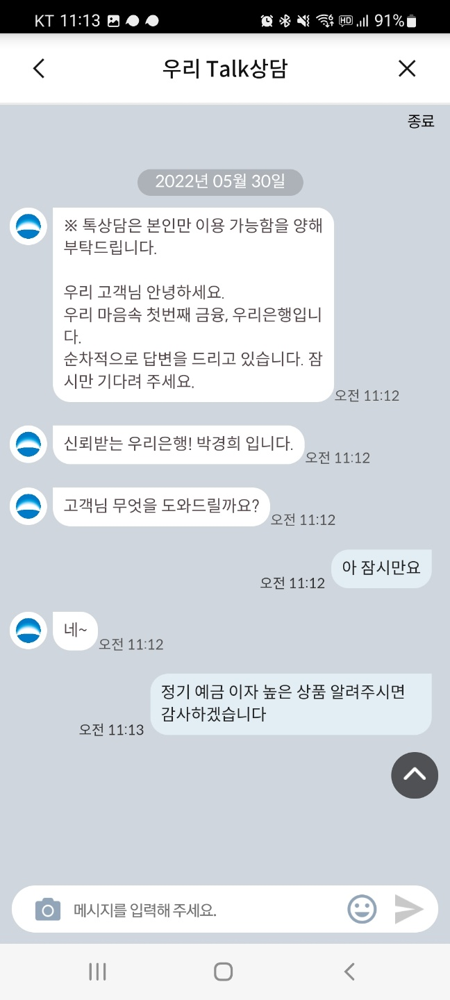 KT 11:13
HD 91%
우리 Talk상담
종료
2022년 05월 30일
※ 톡상담은 본인만 이용 가능함을 양해
부탁드립니다.
우리 고객님 안녕하세요.
우리 마음속 첫번째 금융, 우리은행입니
다.
순차적으로 답변을 드리고 있습니다. 잠
시만 기다려 주세요.
오전 11:12
신뢰받는 우리은행! 박경희 입니다.
오전 11:12
고객님 무엇을 도와드릴까요?
오전 11:12
아 잠시만요
오전 11:12
네~
오전 11:12
정기 예금 이자 높은 상품 알려주시면
감사하겠습니다
오전 11:13
메시지를 입력해 주세요.